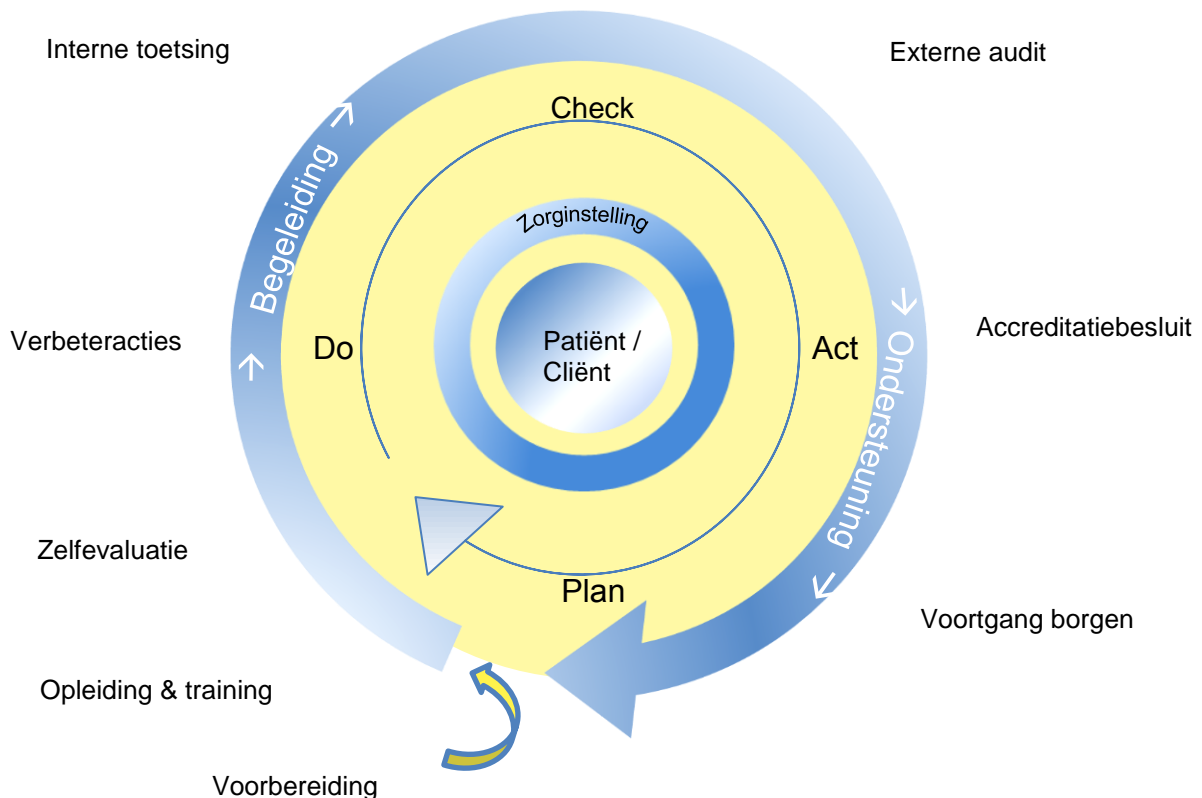 Interne toetsing
Externe audit
Check
→ Begeleiding →
Zorginstelling
Verbeteracties
Do
Patiënt /
Cliënt
Act
Accreditatiebesluit
→ Ondersteuning →
Zelfevaluatie
Plan
Voortgang borgen
Opleiding & training
Voorbereiding